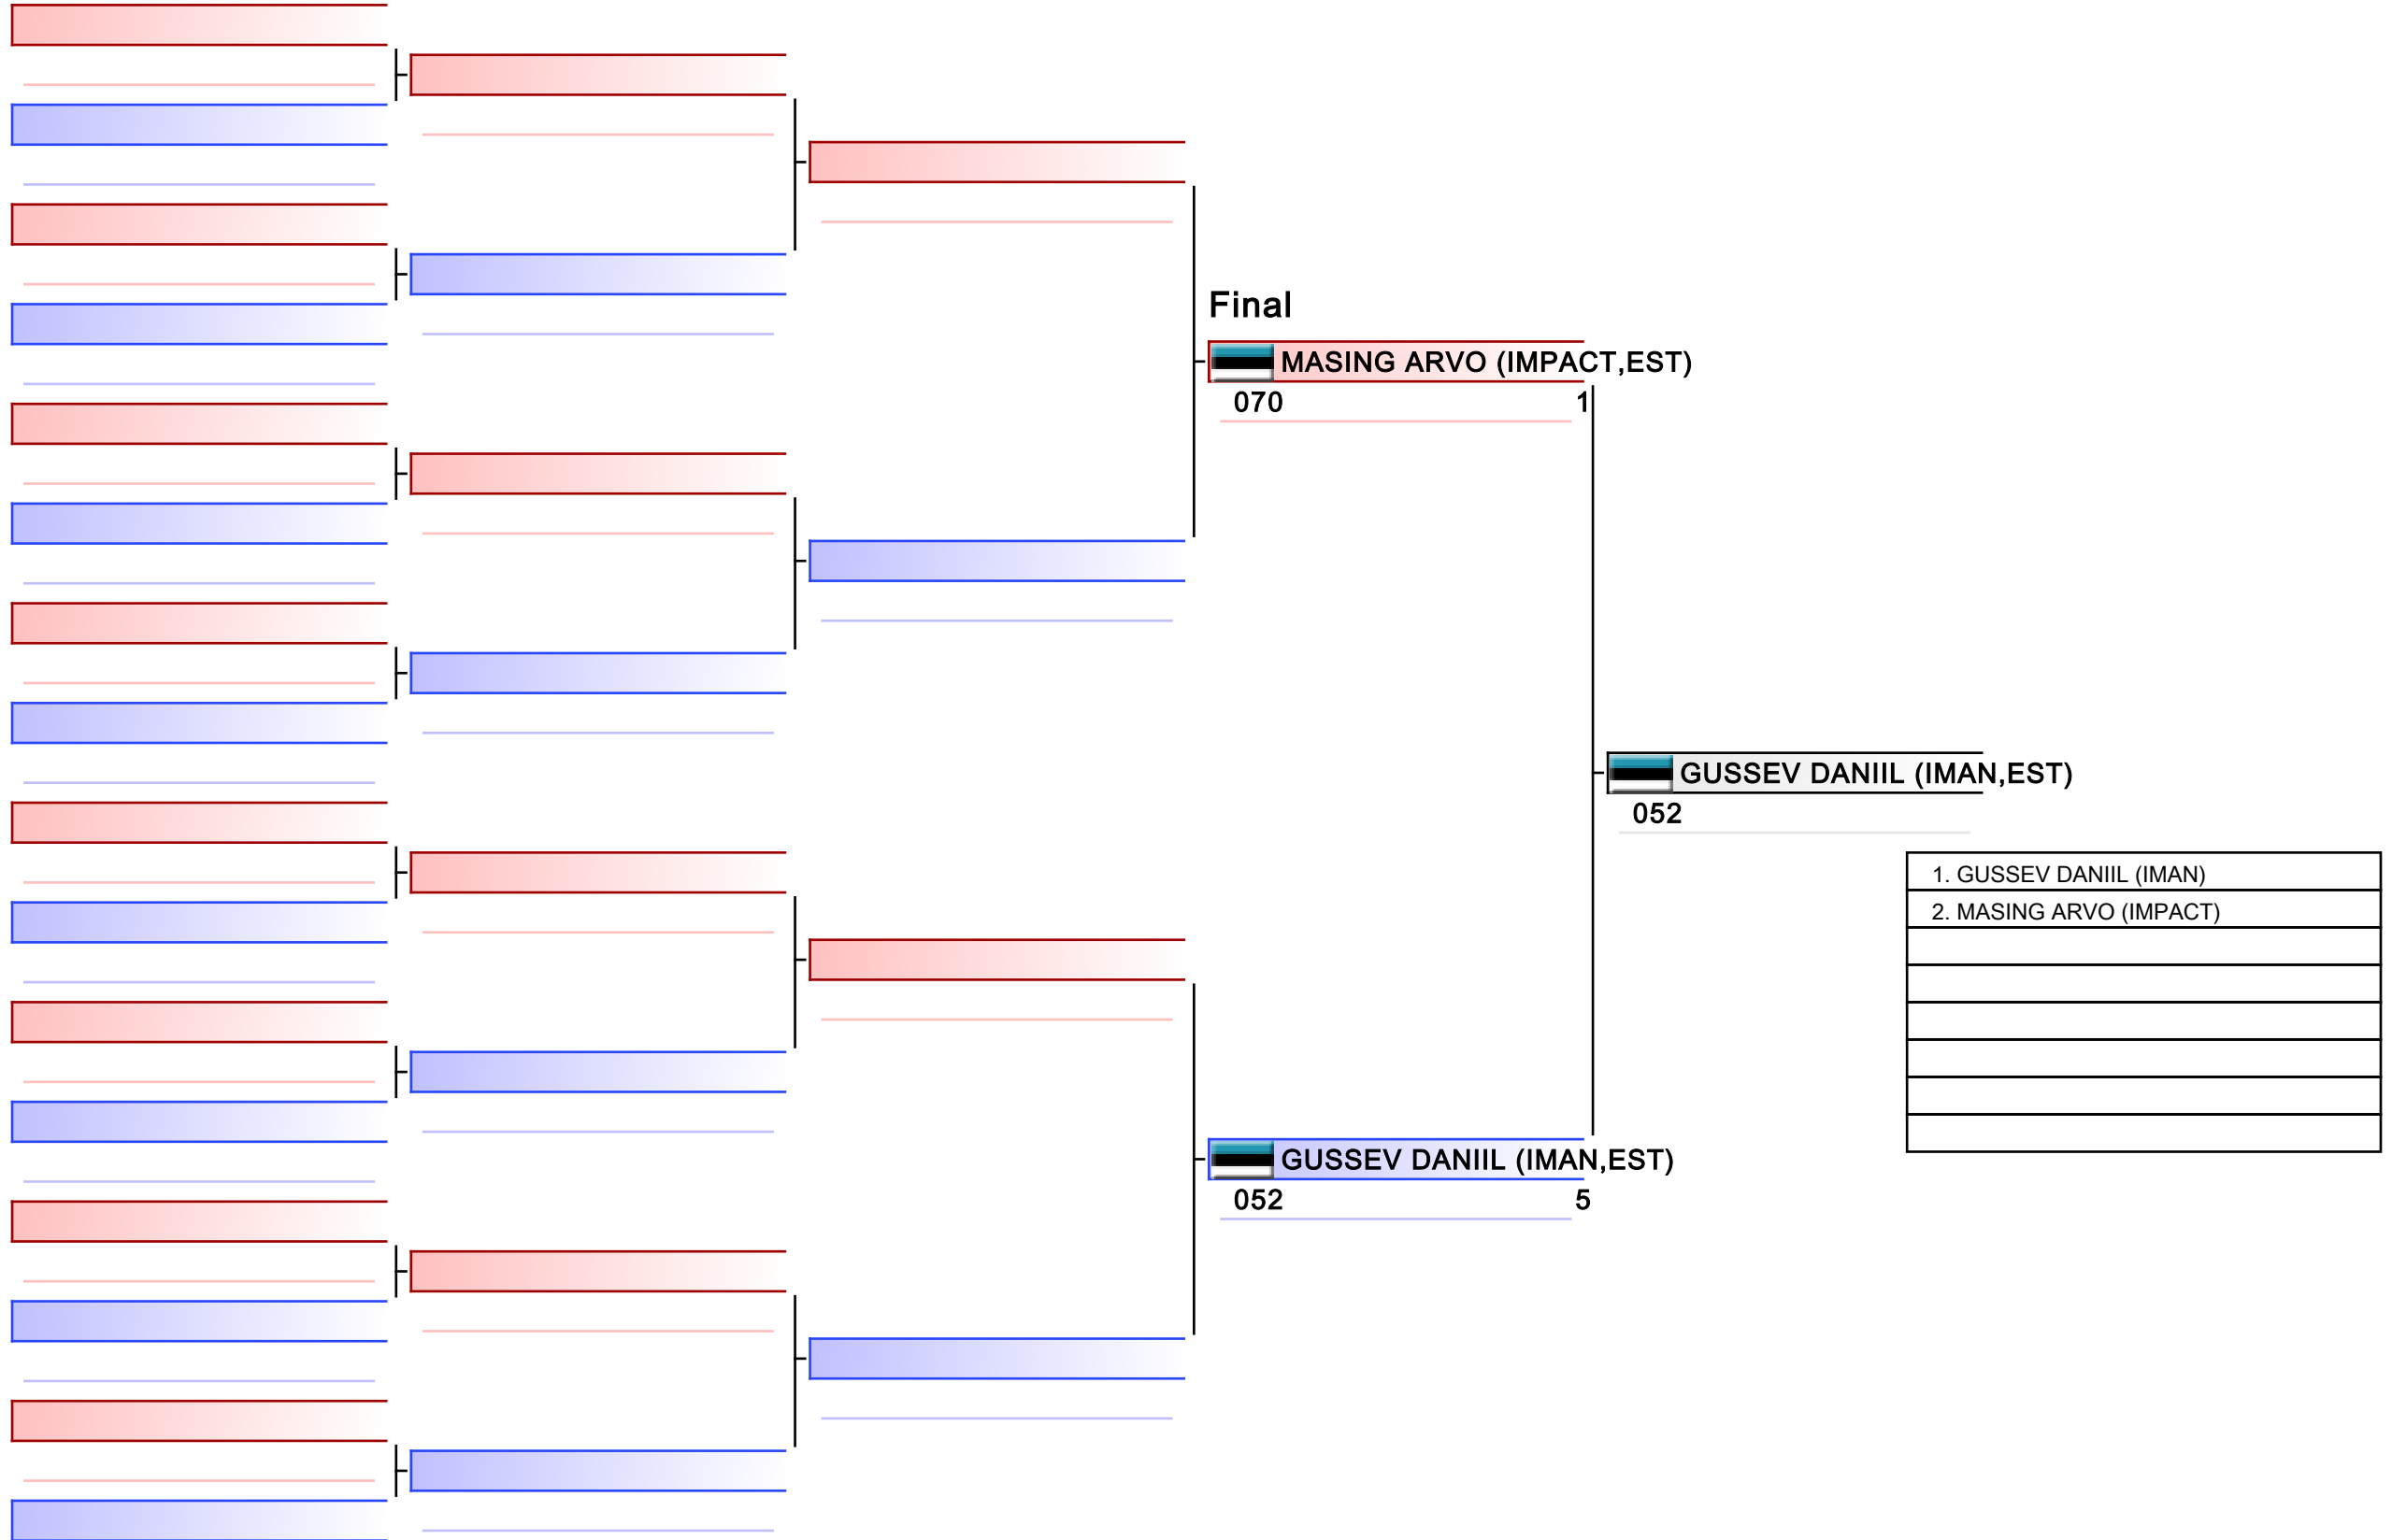 Final
MASING ARVO (IMPACT,EST)
070 1
GUSSEV DANIIL (IMAN,EST)
052
1. GUSSEV DANIIL (IMAN)
2. MASING ARVO (IMPACT)
GUSSEV DANIIL (IMAN,EST)
052 5